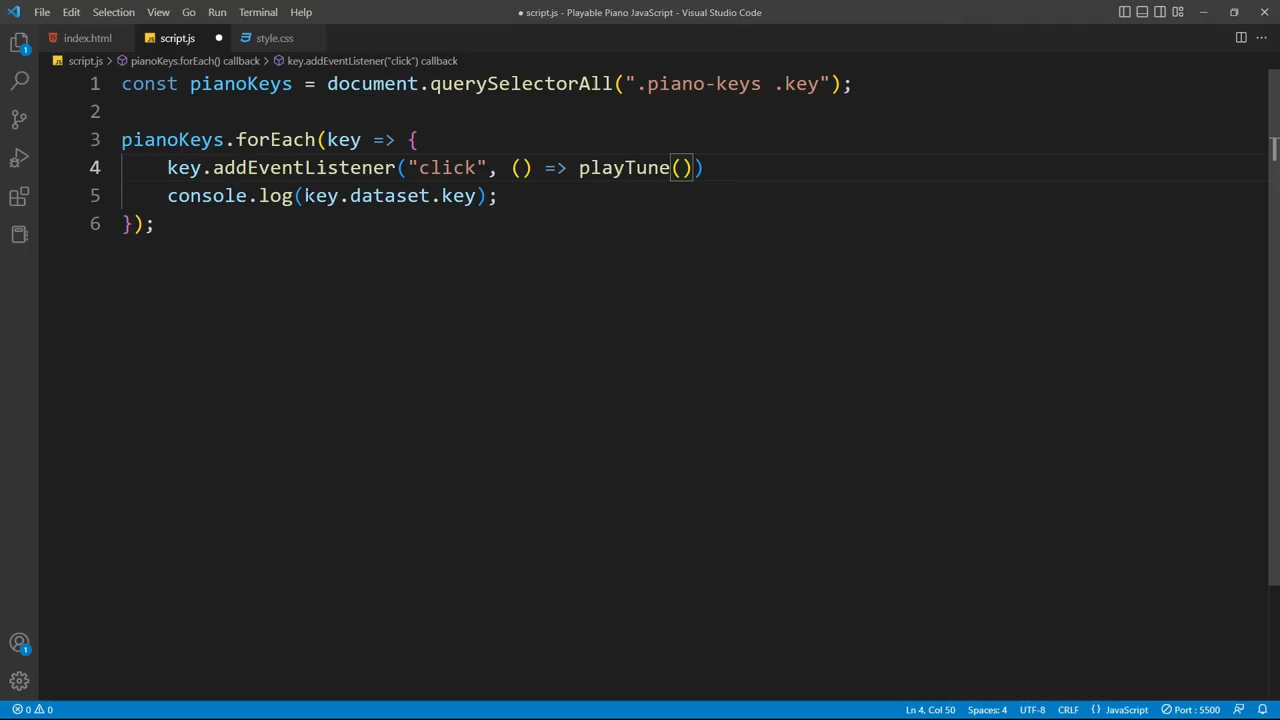 File Edit Selection View Go Run Terminal Help
● script.js - Playable Piano JavaScript - Visual Studio Code
index.html script.js ● style.css
script.js > pianoKeys.forEach() callback > key.addEventListener("click") callback
1 const pianoKeys = document.querySelectorAll(".piano-keys .key");
2
3 pianoKeys.forEach(key => {
4 key.addEventListener("click", () => playTune())
5 console.log(key.dataset.key);
6 });
1
1
0 0
Ln 4, Col 50 Spaces: 4 UTF-8 CRLF {} JavaScript Port : 5500